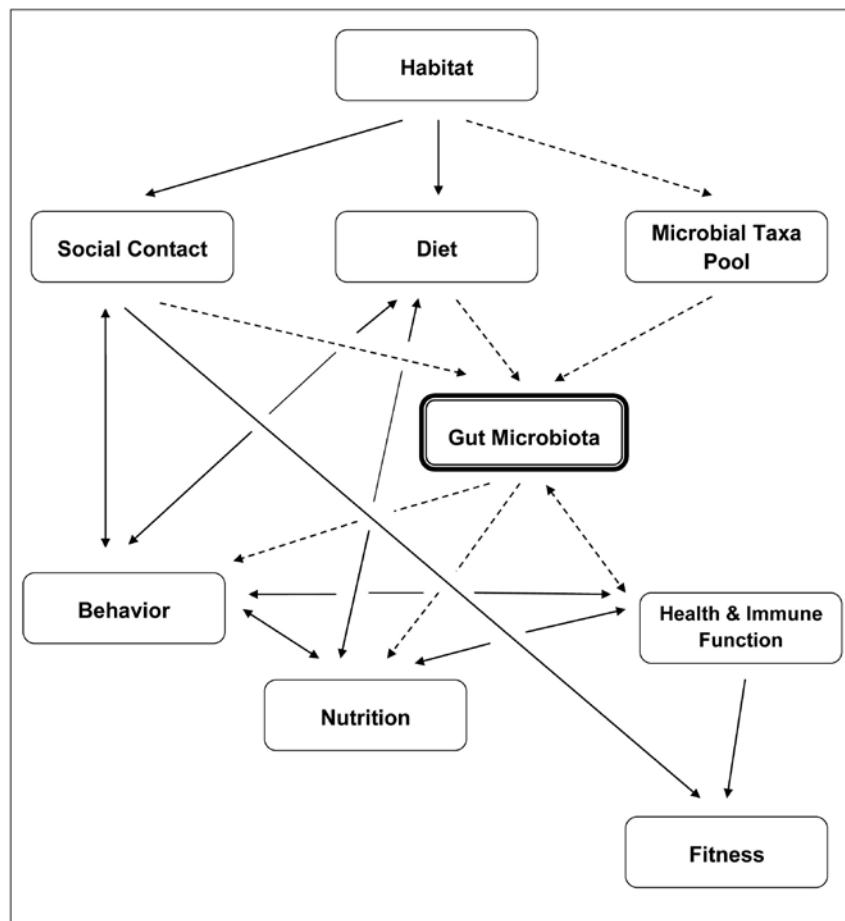 Habitat
Social Contact
Diet
Microbial Taxa
Pool
Gut Microbiota
Behavior
Health & Immune
Function
Nutrition
Fitness